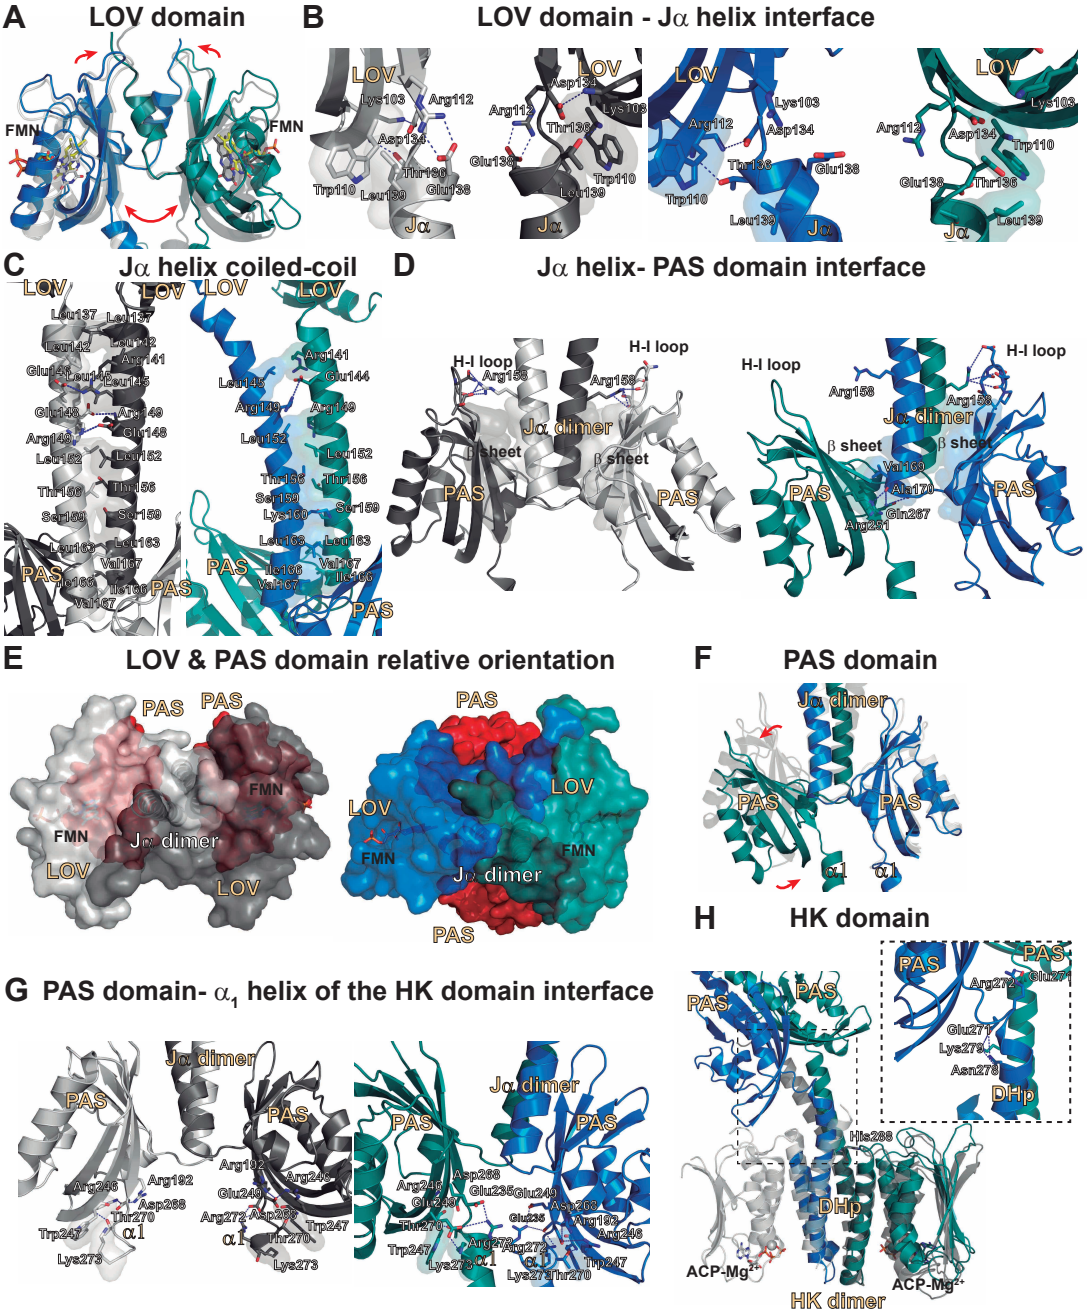 A
LOV domain
FMN
FMN
B
LOV domain - Jα helix interface
LOV
Lys103
Arg112
Asp134
Thr136
Trp110
Leu139
Glu138
Jα
LOV
Asp134
Lys103
Arg112
Thr136
Glu138
Trp110
Leu139
Jα
LOV
Lys103
Arg112
Asp134
Thr136
Glu138
Trp110
Leu139
Jα
LOV
Lys103
Arg112
Asp134
Trp110
Glu138
Thr136
Leu139
Jα
C
Jα helix coiled-coil
LOV
LOV
Leu137
Leu137
Leu142
Leu142
Arg141
Glu146
Leu145
Leu145
Glu148
Arg149
Arg149
Glu148
Leu152
Leu152
Thr156
Thr156
Ser159
Ser159
Leu163
Leu163
Val167
PAS
Ile166
Ile166
PAS
Val167
LOV
LOV
Arg141
Leu145
Glu144
Arg149
Arg149
Leu152
Leu152
Thr156
Thr156
Ser159
Lys160
Ser159
Leu163
Leu163
Ile166
Val167
Val167
Ile166
PAS
D
Jα helix- PAS domain interface
H-I loop
H-I loop
Arg158
Arg158
Jα dimer
β sheet
β sheet
PAS
PAS
H-I loop
H-I loop
Arg158
Arg158
Jα dimer
β sheet
β sheet
Val169
Ala170
PAS
PAS
Gln267
Arg251
E
LOV & PAS domain relative orientation
PAS
PAS
FMN
FMN
Jα dimer
LOV
LOV
PAS
LOV
LOV
FMN
FMN
Jα dimer
PAS
F
PAS domain
Jα dimer
PAS
PAS
α1
α1
G
PAS domain- α1 helix of the HK domain interface
Jα dimer
PAS
PAS
Arg246
Arg192
Asp268
Thr270
α1
Lys273
Arg192
Arg246
Glu249
Arg272
Asp268
Trp247
α1
Thr270
Lys273
Jα dimer
PAS
PAS
Asp268
Arg246
Glu235
Glu249
Glu249
Asp268
Thr270
Glu235
Arg192
Arg246
Trp247
Arg272
Arg272
Lys273
α1
α1
Trp247
Lys273
Thr270
H
HK domain
PAS
PAS
His288
DHp
ACP-Mg2+
ACP-Mg2+
HK dimer
PAS
PAS
Arg272
Glu271
Glu271
Lys279
Asn278
DHp